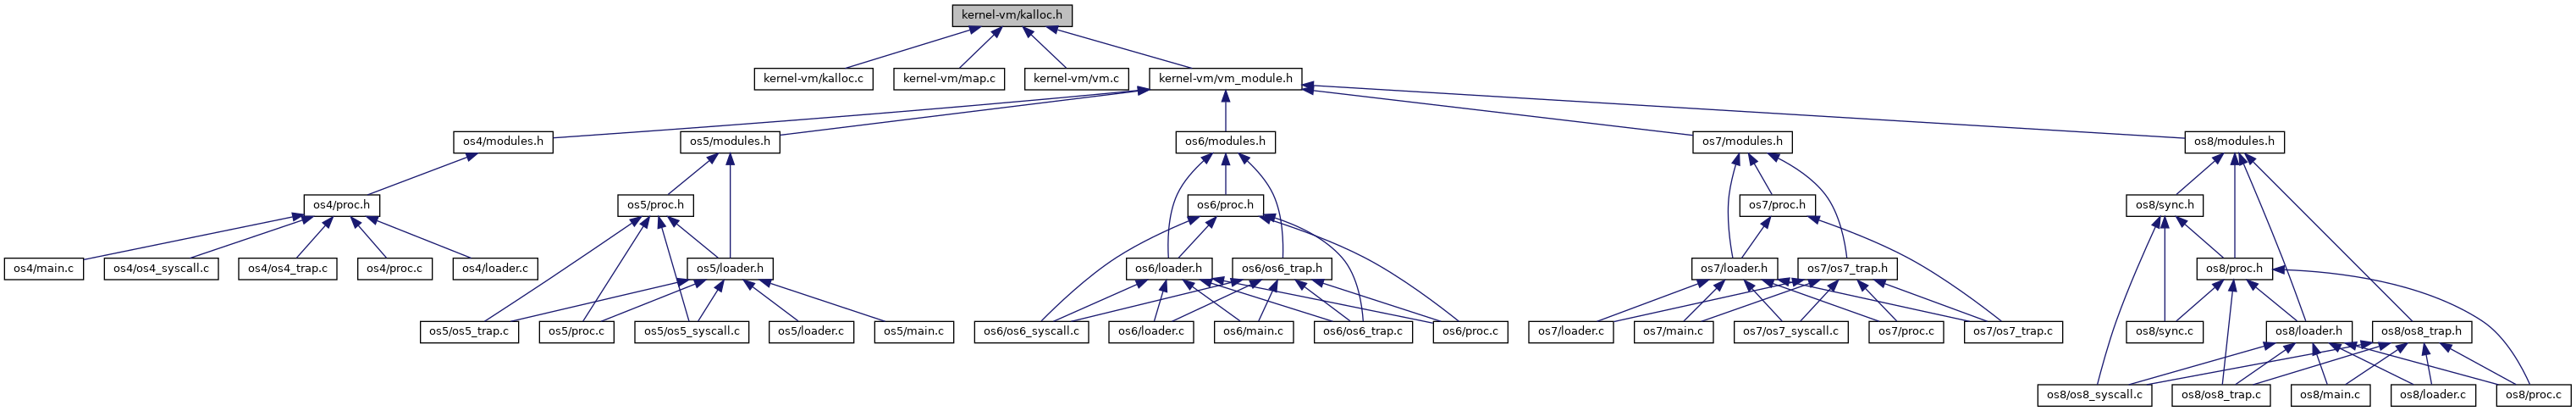 kernel-vm/kalloc.h
kernel-vm/kalloc.c
kernel-vm/map.c
kernel-vm/vm.c
kernel-vm/vm_module.h
os4/modules.h
os5/modules.h
os6/modules.h
os7/modules.h
os8/modules.h
os4/proc.h
os5/proc.h
os6/proc.h
os7/proc.h
os8/sync.h
os4/main.c
os4/os4_syscall.c
os4/os4_trap.c
os4/proc.c
os4/loader.c
os5/loader.h
os6/loader.h
os6/os6_trap.h
os7/loader.h
os7/os7_trap.h
os8/proc.h
os5/os5_trap.c
os5/proc.c
os5/os5_syscall.c
os5/loader.c
os5/main.c
os6/os6_syscall.c
os6/loader.c
os6/main.c
os6/os6_trap.c
os6/proc.c
os7/loader.c
os7/main.c
os7/os7_syscall.c
os7/proc.c
os7/os7_trap.c
os8/sync.c
os8/loader.h
os8/os8_trap.h
os8/os8_syscall.c
os8/os8_trap.c
os8/main.c
os8/loader.c
os8/proc.c